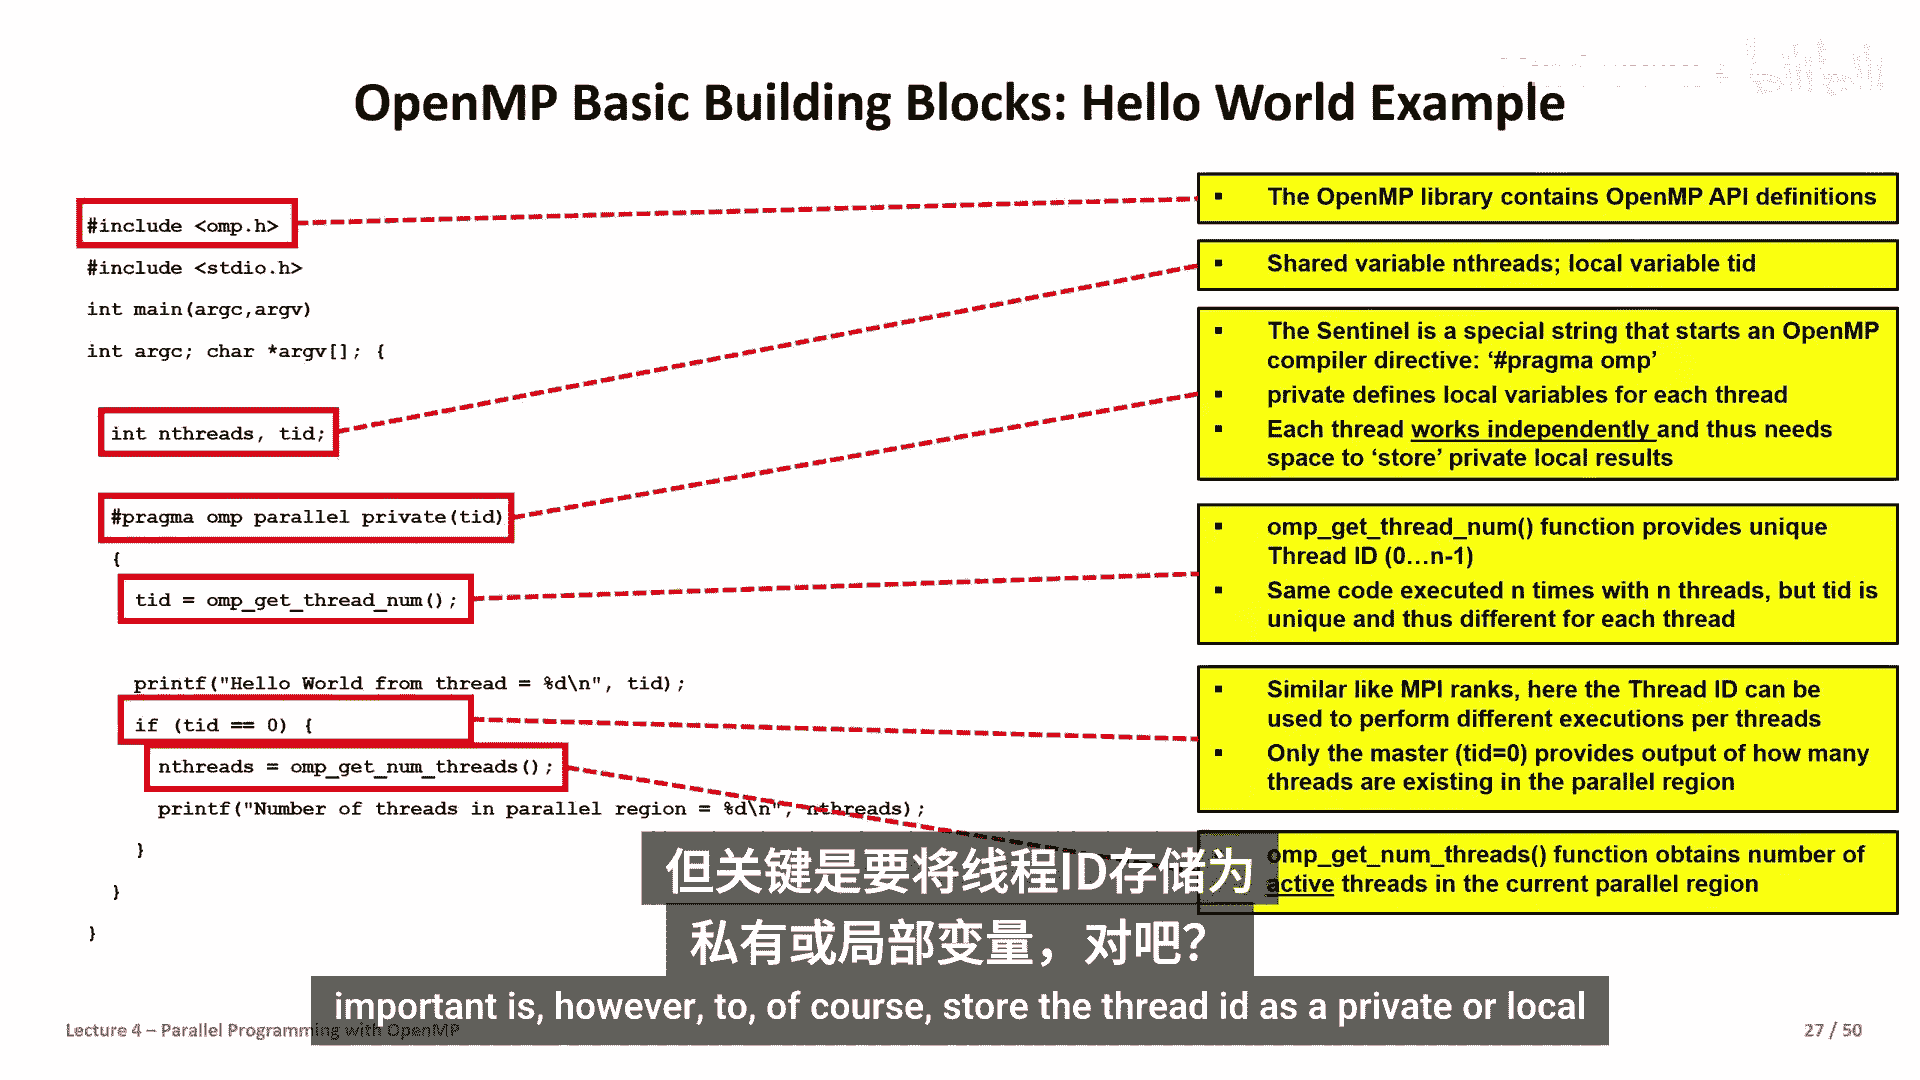 OpenMP Basic Building Blocks: Hello World Example
#include <omp.h>
#include <stdio.h>
int main(argc,argv)
int argc; char *argv[]; {
int nthreads, tid;
#pragma omp parallel private(tid)
{
tid = omp_get_thread_num();
printf("Hello World from thread = %d\n", tid);
if (tid == 0) {
nthreads = omp_get_num_threads();
printf("Number of threads in parallel region = %d\n", nthreads);
}
}
}
▪ The OpenMP library contains OpenMP API definitions
▪ Shared variable nthreads; local variable tid
▪ The Sentinel is a special string that starts an OpenMP
compiler directive: ‘#pragma omp’
▪ private defines local variables for each thread
▪ Each thread works independently and thus needs
space to ‘store’ private local results
▪ omp_get_thread_num() function provides unique
Thread ID (0…n-1)
▪ Same code executed n times with n threads, but tid is
unique and thus different for each thread
▪ Similar like MPI ranks, here the Thread ID can be
used to perform different executions per threads
▪ Only the master (tid=0) provides output of how many
threads are existing in the parallel region
omp_get_num_threads() function obtains number of
active threads in the current parallel region
但关键是要将线程ID存储为
私有或局部变量，对吧？
important is, however, to, of course, store the thread id as a private or local
Lecture 4 – Parallel Programming with OpenMP
27 / 50